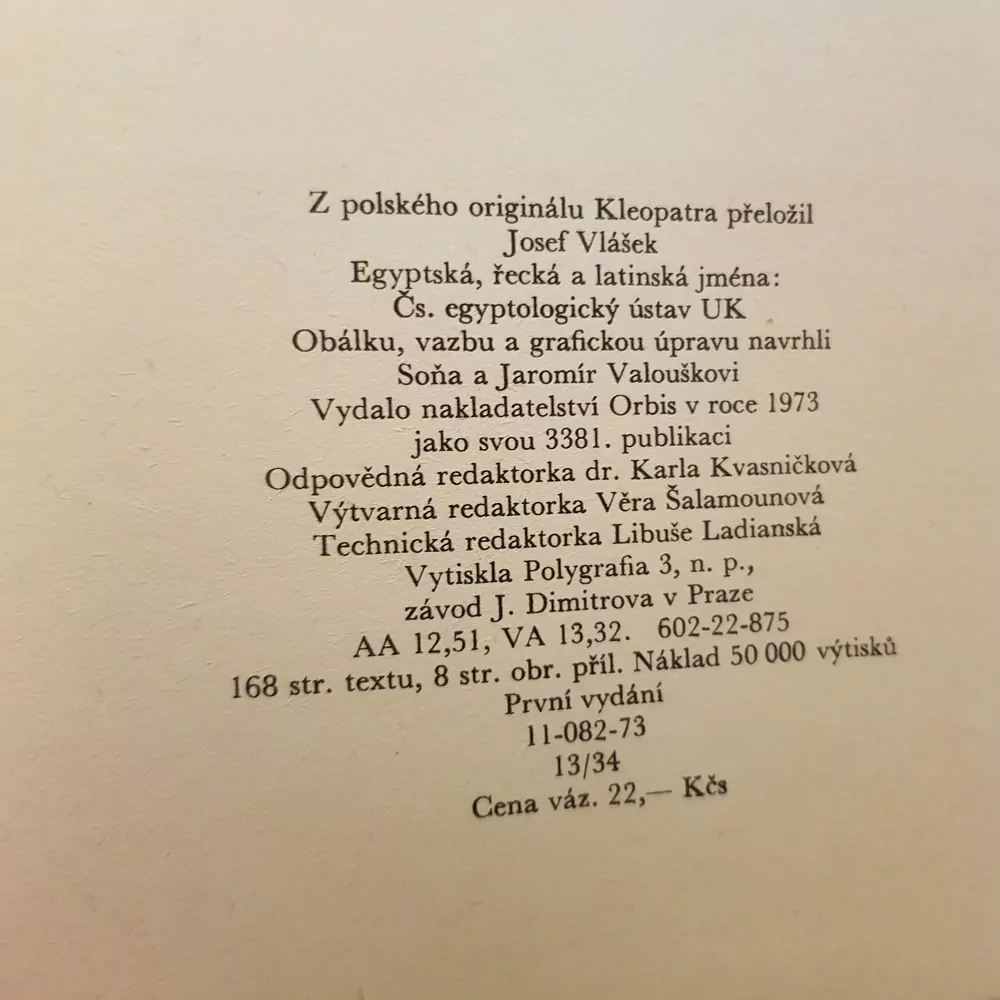 Z polského originálu Kleopatra přeložil
Josef Vlášek
Egyptská, řecká a latinská jména:
Čs. egyptologický ústav UK
Obálku, vazbu a grafickou úpravu navrhli
Soňa a Jaromír Valouškovi
Vydalo nakladatelství Orbis v roce 1973
jako svou 3381. publikaci
Odpovědná redaktorka dr. Karla Kvasničková
Výtvarná redaktorka Věra Šalamounová
Technická redaktorka Libuše Ladianská
Vytiskla Polygrafia 3, n. p.,
závod J. Dimitrova v Praze
AA 12,51, VA 13,32. 602-22-875
168 str. textu, 8 str. obr. příl. Náklad 50 000 výtisků
První vydání
11-082-73
13/34
Cena váz. 22,— Kčs